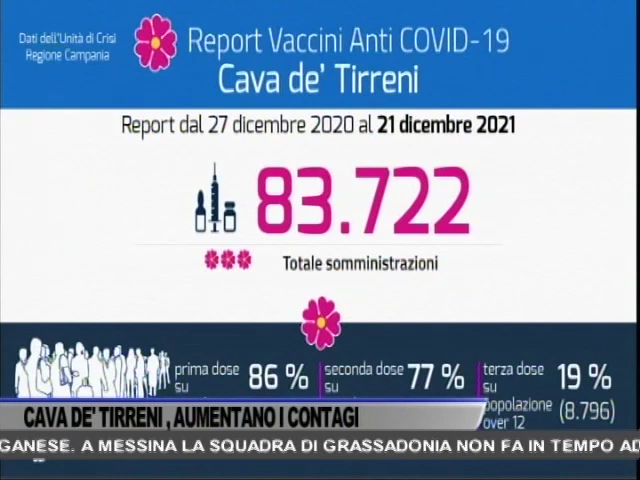 Dati dell'Unità di Crisi
Regione Campania
Report Vaccini Anti COVID-19
Cava de' Tirreni
Report dal 27 dicembre 2020 al 21 dicembre 2021
83.722
Totale somministrazioni
prima dose su 86 %
seconda dose su 77 %
terza dose su popolazione over 12 19 % (8.796)
CAVA DE' TIRRENI , AUMENTANO I CONTAGI
GANESE. A MESSINA LA SQUADRA DI GRASSADONIA NON FA IN TEMPO AD